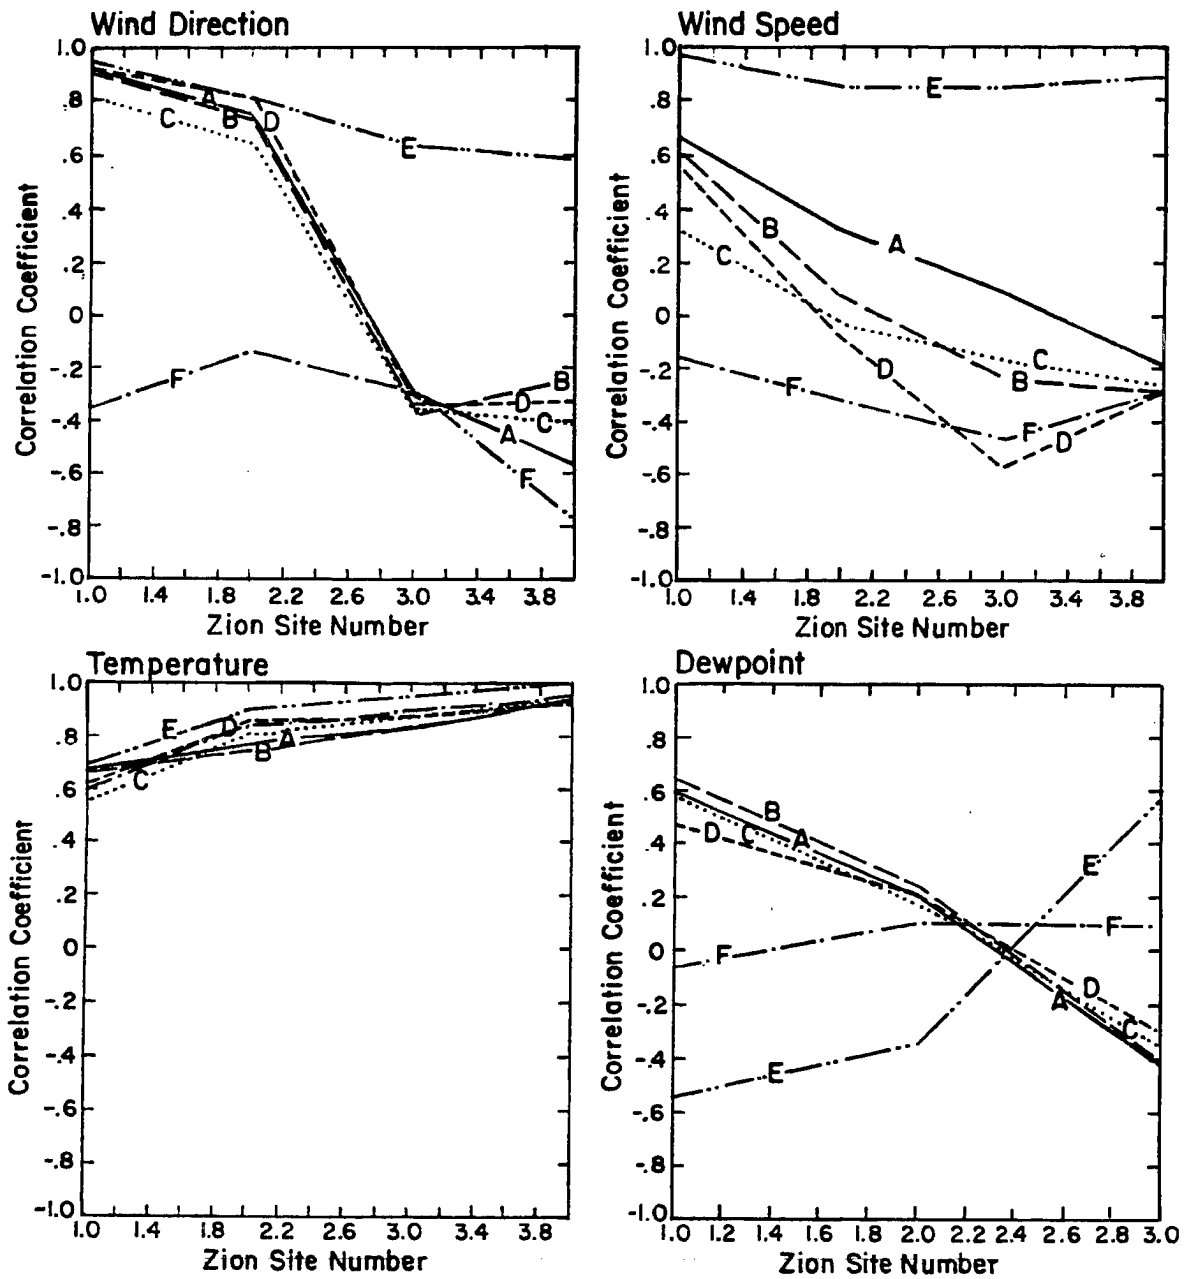 Wind Direction
1.0
.8
.6
.4
.2
0
-.2
-.4
-.6
-.8
-1.0
Correlation Coefficient
A
B
D
C
E
F
B
D
C
A
F
1.0 1.4 1.8 2.2 2.6 3.0 3.4 3.8
Zion Site Number
Wind Speed
1.0
.8
.6
.4
.2
0
-.2
-.4
-.6
-.8
-1.0
Correlation Coefficient
E
B
A
C
D
C
B
F
F
D
1.0 1.4 1.8 2.2 2.6 3.0 3.4 3.8
Zion Site Number
Temperature
1.0
.8
.6
.4
.2
0
-.2
-.4
-.6
-.8
-1.0
Correlation Coefficient
E
D
A
B
C
1.0 1.4 1.8 2.2 2.6 3.0 3.4 3.8
Zion Site Number
Dewpoint
1.0
.8
.6
.4
.2
0
-.2
-.4
-.6
-.8
-1.0
Correlation Coefficient
B
D C A
E
F
F
D
A
C
E
1.0 1.2 1.4 1.6 1.8 2.0 2.2 2.4 2.6 2.8 3.0
Zion Site Number